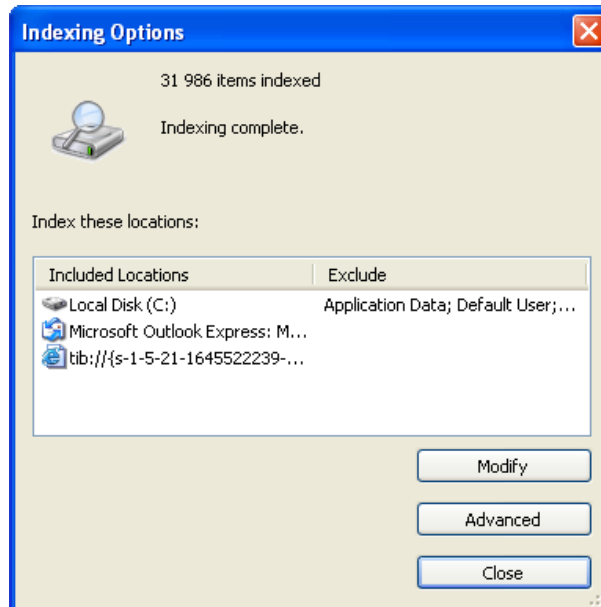 Indexing Options
31 986 items indexed
Indexing complete.
Index these locations:
Included Locations Exclude
Local Disk (C:) Application Data; Default User;...
Microsoft Outlook Express: M...
tib://{s-1-5-21-1645522239-...
Modify
Advanced
Close